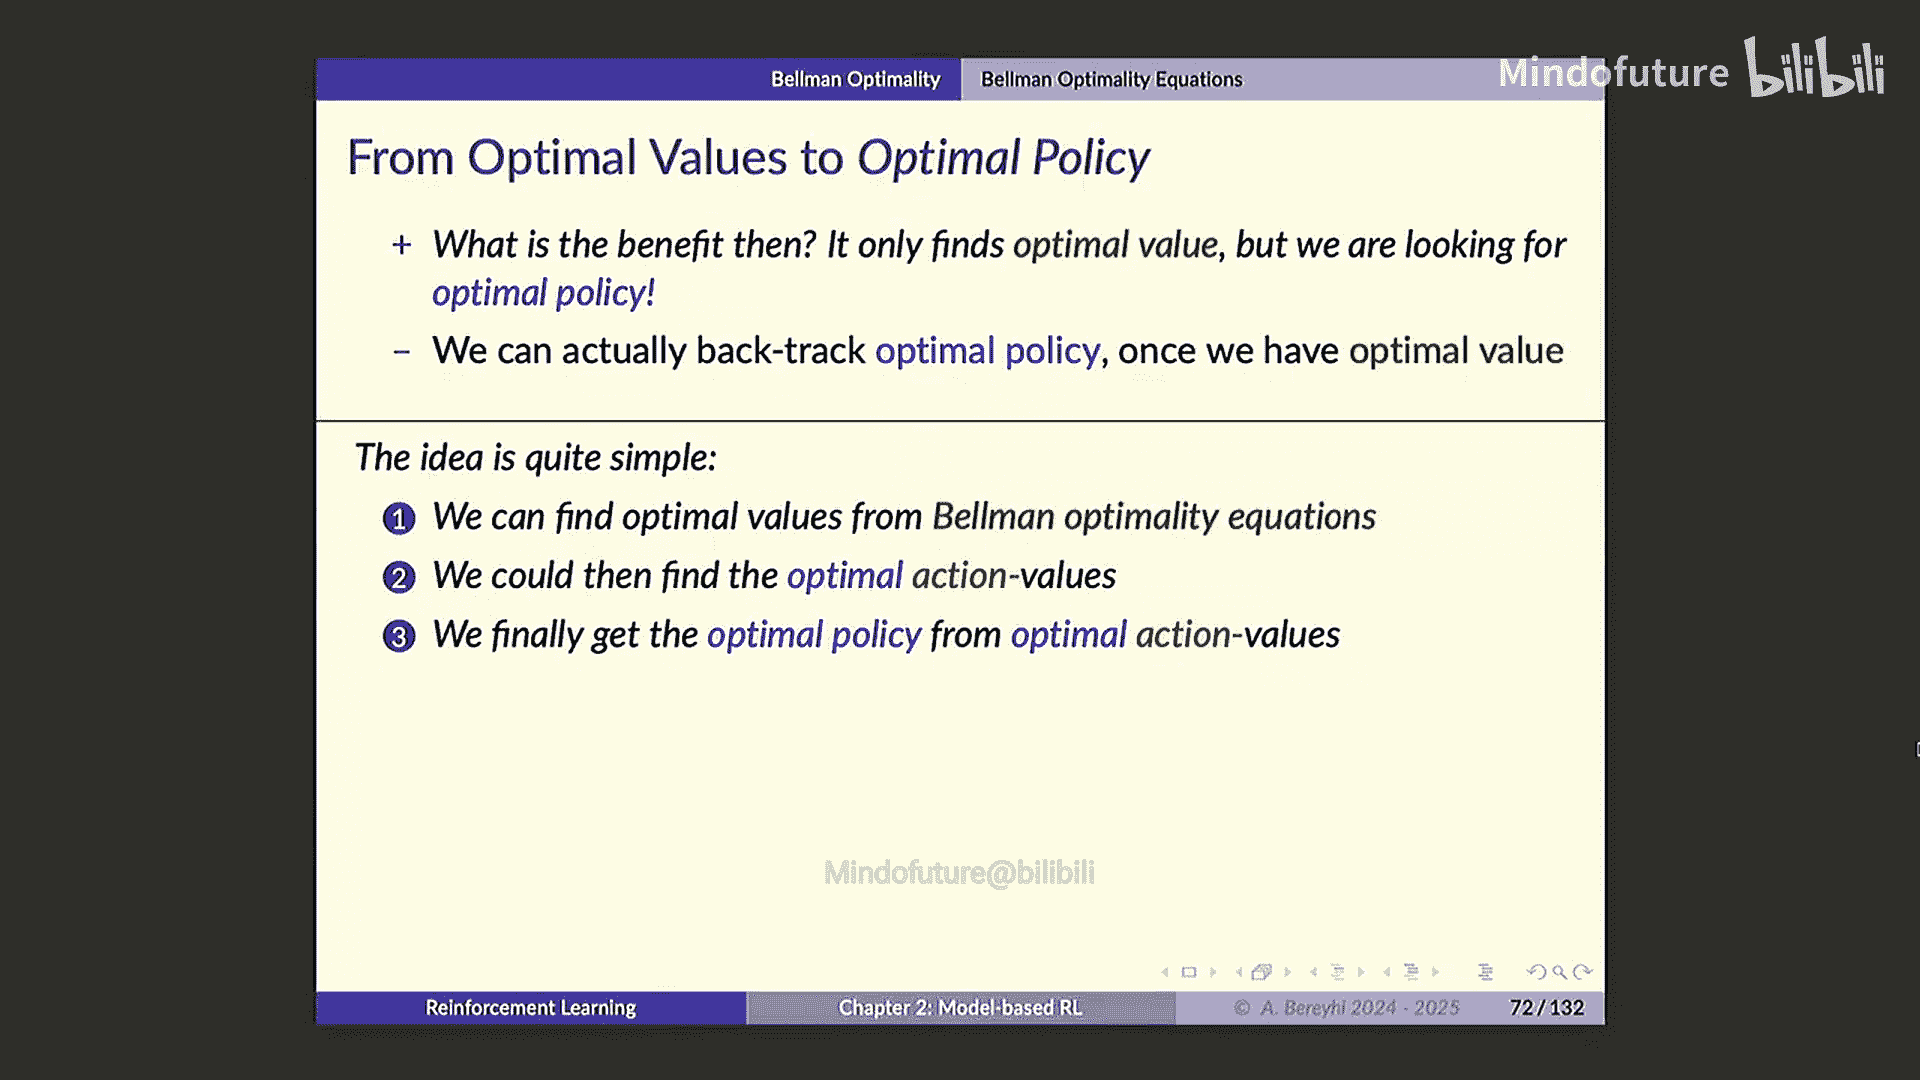 Mindofuture bilibili
Bellman Optimality Bellman Optimality Equations
From Optimal Values to Optimal Policy
+ What is the benefit then? It only finds optimal value, but we are looking for
optimal policy!
– We can actually back-track optimal policy, once we have optimal value
The idea is quite simple:
1 We can find optimal values from Bellman optimality equations
2 We could then find the optimal action-values
3 We finally get the optimal policy from optimal action-values
Mindofuture@bilibili
Reinforcement Learning Chapter 2: Model-based RL © A. Bereyhi 2024 - 2025 72 / 132